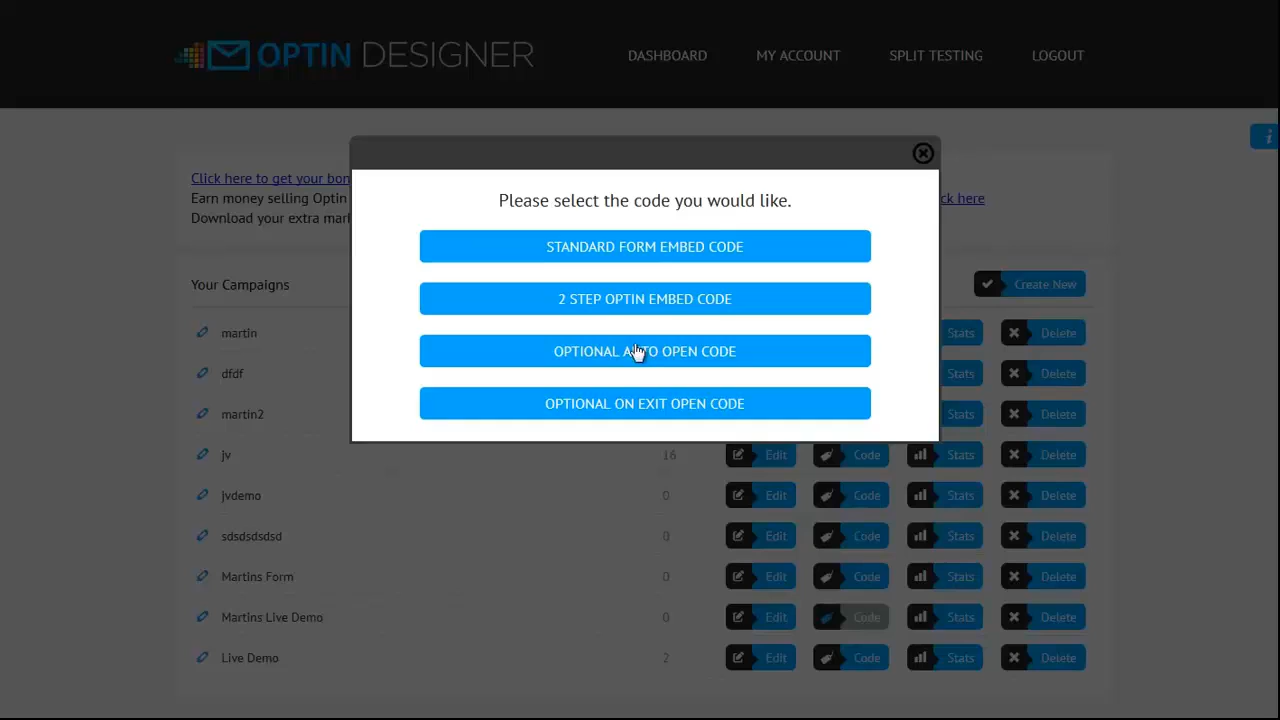 OPTIN DESIGNER
DASHBOARD
MY ACCOUNT
SPLIT TESTING
LOGOUT
i
Please select the code you would like.
STANDARD FORM EMBED CODE
2 STEP OPTIN EMBED CODE
OPTIONAL AUTO OPEN CODE
OPTIONAL ON EXIT OPEN CODE
Click here to get your bon
Earn money selling Optin ck here
Download your extra mar
Your Campaigns Create New
martin Stats Delete
dfdf Stats Delete
martin2 Stats Delete
jv 16 Edit Code Stats Delete
jvdemo 0 Edit Code Stats Delete
sdsdsdsdsd 0 Edit Code Stats Delete
Martins Form 0 Edit Code Stats Delete
Martins Live Demo 0 Edit Code Stats Delete
Live Demo 2 Edit Code Stats Delete